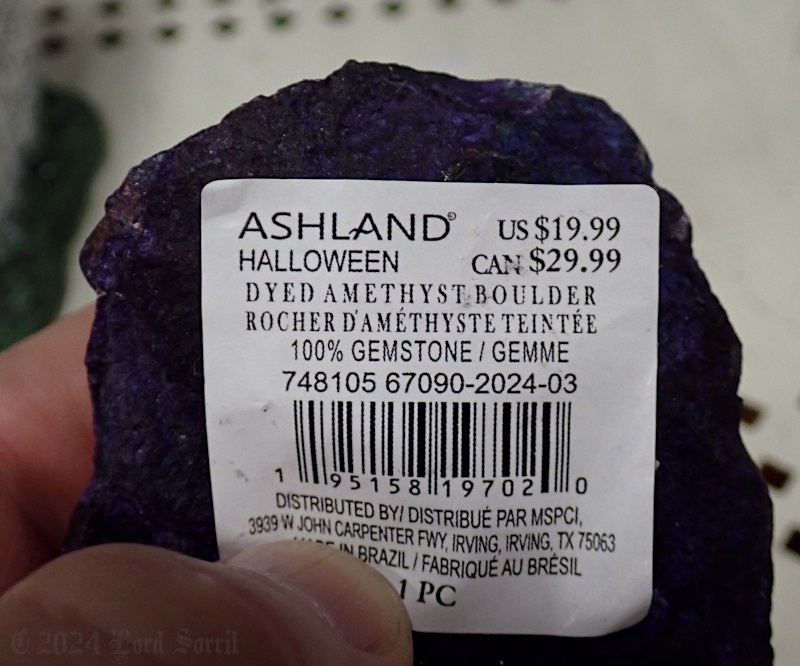 ASHLAND®
US $19.99
HALLOWEEN
CAN $29.99
DYED AMETHYST BOULDER
ROCHER D'AMÉTHYSTE TEINTÉE
100% GEMSTONE / GEMME
748105 67090-2024-03
1 95158 19702 0
DISTRIBUTED BY/ DISTRIBUÉ PAR MSPCI,
3939 W JOHN CARPENTER FWY, IRVING, IRVING, TX 75063
MADE IN BRAZIL / FABRIQUÉ AU BRÉSIL
1 PC
© 2024 Lord Sorril